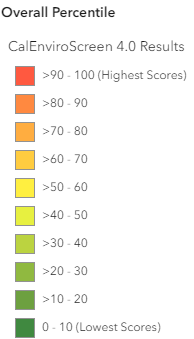 Overall Percentile
CalEnviroScreen 4.0 Results
>90 - 100 (Highest Scores)
>80 - 90
>70 - 80
>60 - 70
>50 - 60
>40 - 50
>30 - 40
>20 - 30
>10 - 20
0 - 10 (Lowest Scores)